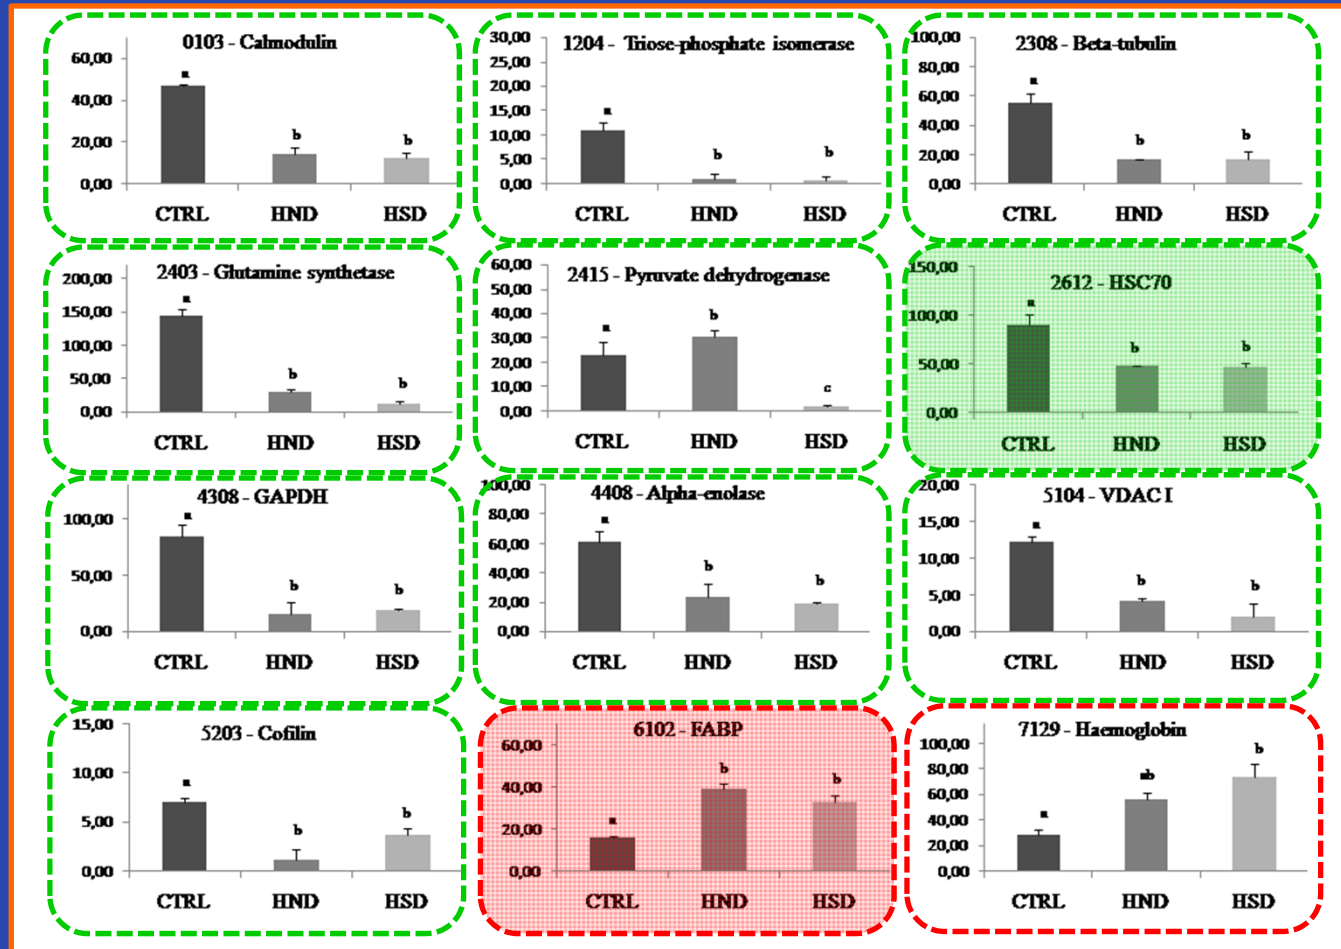 0103 - Calmodulin
60,00
40,00
20,00
0,00
a
b
b
CTRL HND HSD
1204 - Triose-phosphate isomerase
30,00
25,00
20,00
15,00
10,00
5,00
0,00
a
b
b
CTRL HND HSD
2308 - Beta-tubulin
100,00
80,00
60,00
40,00
20,00
0,00
a
b
b
CTRL HND HSD
2403 - Glutamine synthetase
200,00
150,00
100,00
50,00
0,00
a
b
b
CTRL HND HSD
2415 - Pyruvate dehydrogenase
60,00
50,00
40,00
30,00
20,00
10,00
0,00
a
b
c
CTRL HND HSD
2612 - HSC70
150,00
100,00
50,00
0,00
a
b
b
CTRL HND HSD
4308 - GAPDH
100,00
50,00
0,00
a
b
b
CTRL HND HSD
4408 - Alpha-enolase
100,00
80,00
60,00
40,00
20,00
0,00
a
b
b
CTRL HND HSD
5104 - VDAC I
20,00
15,00
10,00
5,00
0,00
a
b
b
CTRL HND HSD
5203 - Cofilin
15,00
10,00
5,00
0,00
a
b
b
CTRL HND HSD
6102 - FABP
60,00
40,00
20,00
0,00
a
b
b
CTRL HND HSD
7129 - Haemoglobin
100,00
80,00
60,00
40,00
20,00
0,00
a
ab
b
CTRL HND HSD